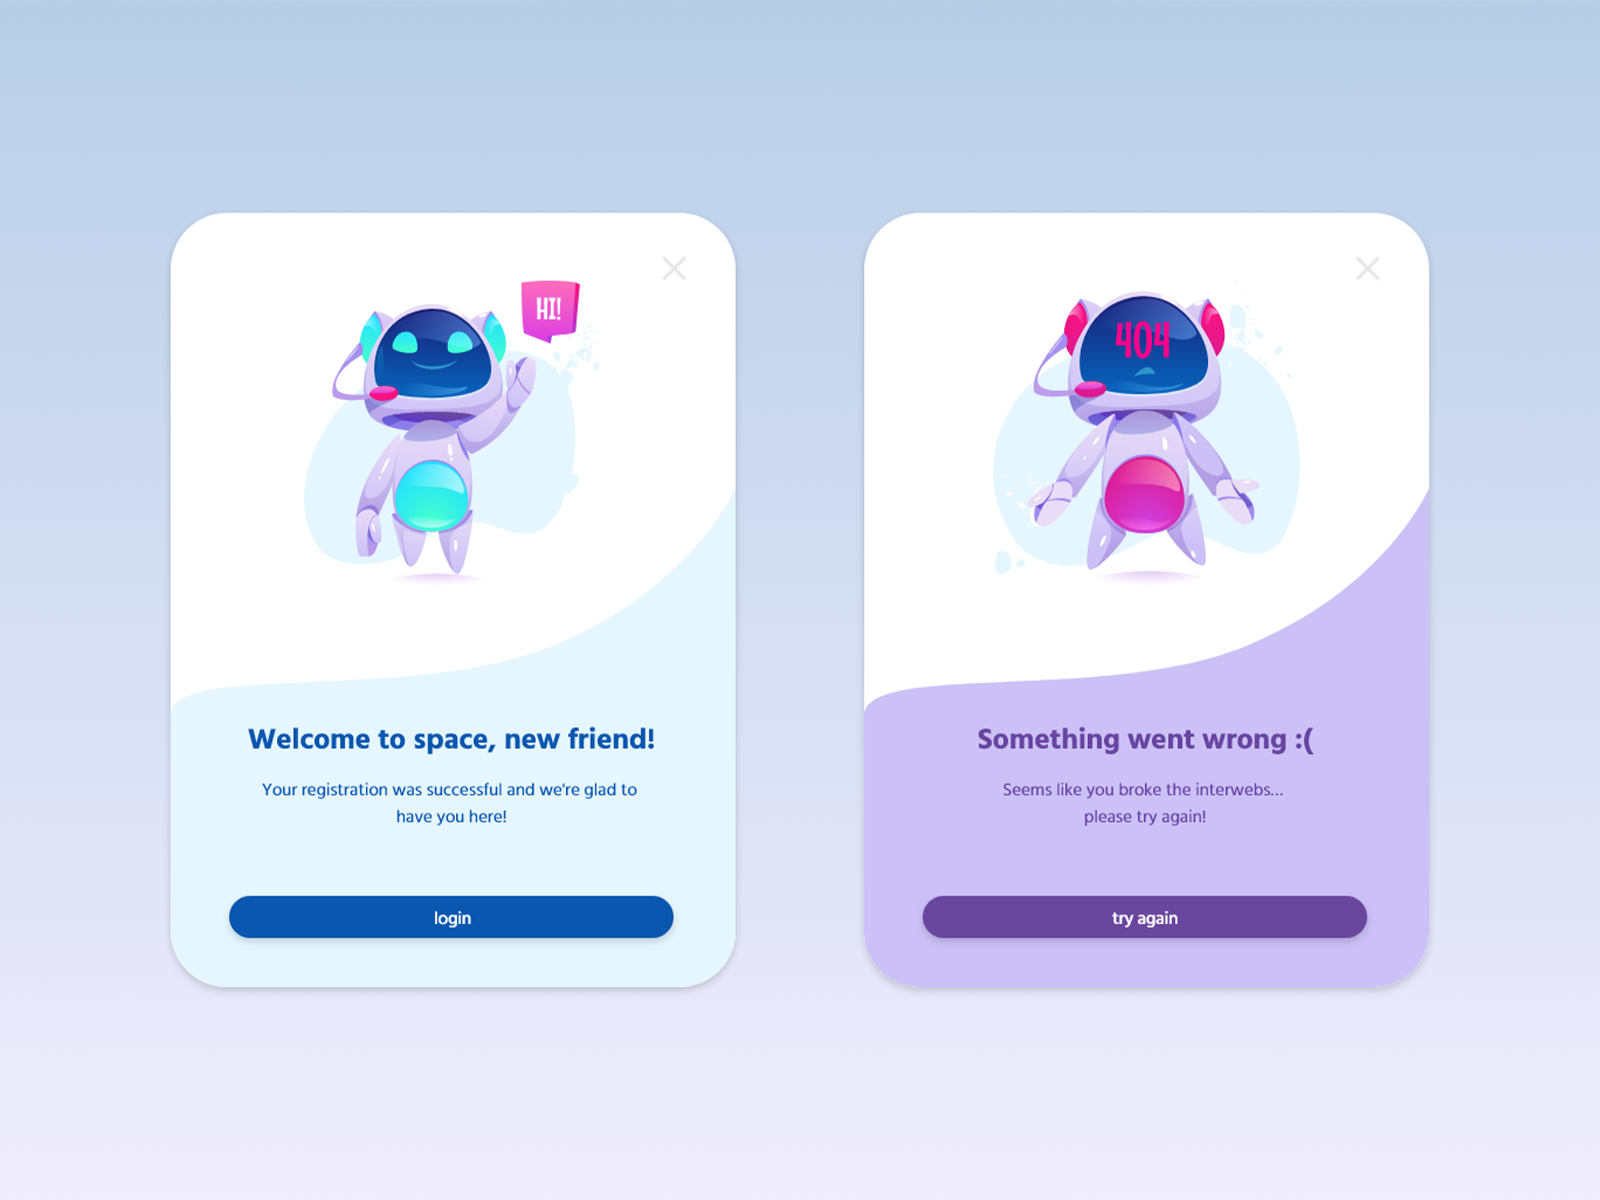 HI!
Welcome to space, new friend!
Your registration was successful and we're glad to
have you here!
login
404
Something went wrong :(
Seems like you broke the interwebs...
please try again!
try again